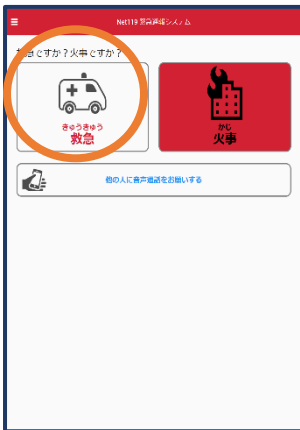 Net119 緊急通報システム
救急ですか？火事ですか？
きゅうきゅう
救急
かじ
火事
他の人に音声通話をお願いする